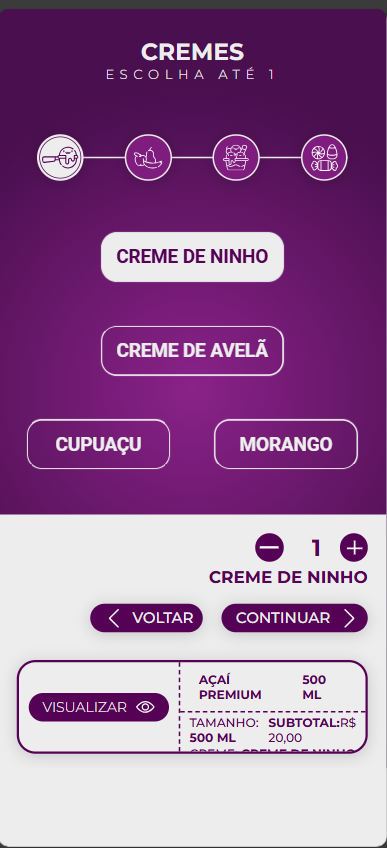 CREMES
ESCOLHA ATÉ 1
CREME DE NINHO
CREME DE AVELÃ
CUPUAÇU MORANGO
1
CREME DE NINHO
VOLTAR CONTINUAR
VISUALIZAR
AÇAÍ 500
PREMIUM ML
TAMANHO: SUBTOTAL:R$
500 ML 20,00
CREME: CREME DE NINHO